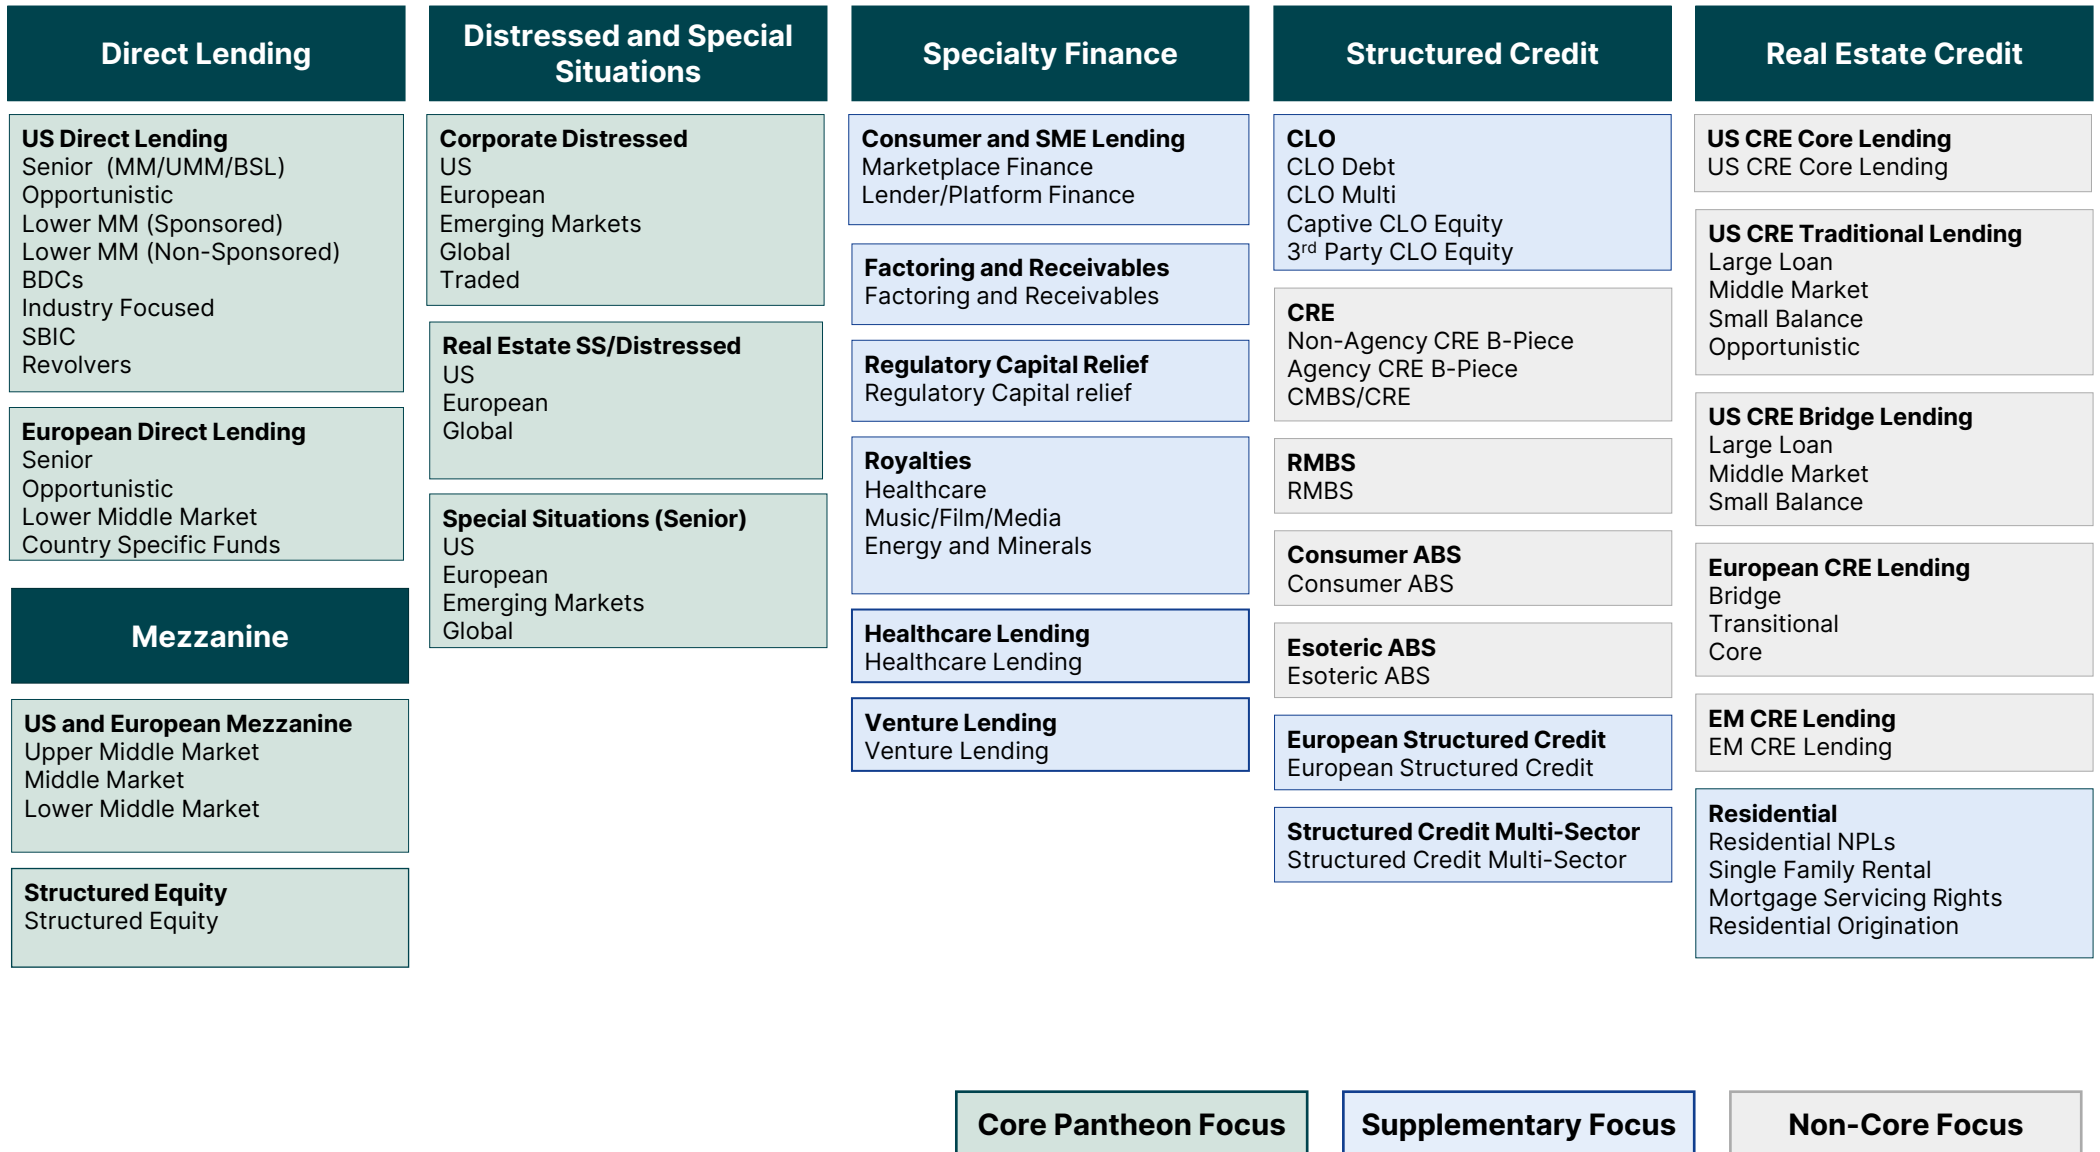 Direct Lending
US Direct Lending
Senior  (MM/UMM/BSL)
Opportunistic
Lower MM (Sponsored)
Lower MM (Non-Sponsored)
BDCs
Industry Focused
SBIC
Revolvers
European Direct Lending
Senior
Opportunistic
Lower Middle Market
Country Specific Funds
Mezzanine
US and European Mezzanine
Upper Middle Market
Middle Market
Lower Middle Market
Structured Equity
Structured Equity
Distressed and Special
Situations
Corporate Distressed
US
European
Emerging Markets
Global
Traded
Real Estate SS/Distressed
US
European
Global
Special Situations (Senior)
US
European
Emerging Markets
Global
Specialty Finance
Consumer and SME Lending
Marketplace Finance
Lender/Platform Finance
Factoring and Receivables
Factoring and Receivables
Regulatory Capital Relief
Regulatory Capital relief
Royalties
Healthcare
Music/Film/Media
Energy and Minerals
Healthcare Lending
Healthcare Lending
Venture Lending
Venture Lending
Structured Credit
CLO
CLO Debt
CLO Multi
Captive CLO Equity
3rd Party CLO Equity
CRE
Non-Agency CRE B-Piece
Agency CRE B-Piece
CMBS/CRE
RMBS
RMBS
Consumer ABS
Consumer ABS
Esoteric ABS
Esoteric ABS
European Structured Credit
European Structured Credit
Structured Credit Multi-Sector
Structured Credit Multi-Sector
Real Estate Credit
US CRE Core Lending
US CRE Core Lending
US CRE Traditional Lending
Large Loan
Middle Market
Small Balance
Opportunistic
US CRE Bridge Lending
Large Loan
Middle Market
Small Balance
European CRE Lending
Bridge
Transitional
Core
EM CRE Lending
EM CRE Lending
Residential
Residential NPLs
Single Family Rental
Mortgage Servicing Rights
Residential Origination
Core Pantheon Focus
Supplementary Focus
Non-Core Focus